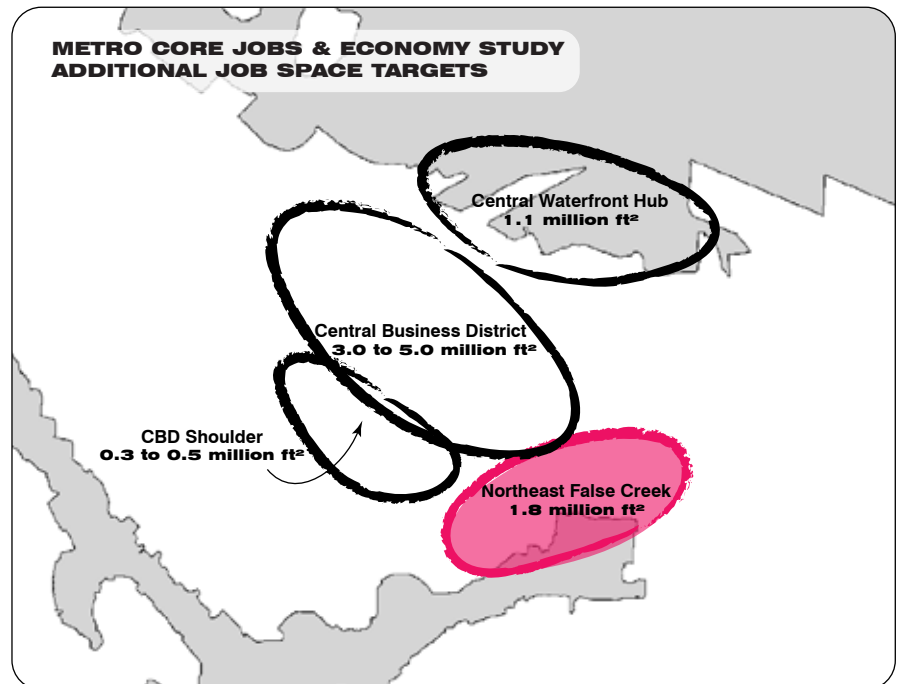 METRO CORE JOBS & ECONOMY STUDY
ADDITIONAL JOB SPACE TARGETS
Central Waterfront Hub
1.1 million ft²
Central Business District
3.0 to 5.0 million ft²
CBD Shoulder
0.3 to 0.5 million ft²
Northeast False Creek
1.8 million ft²